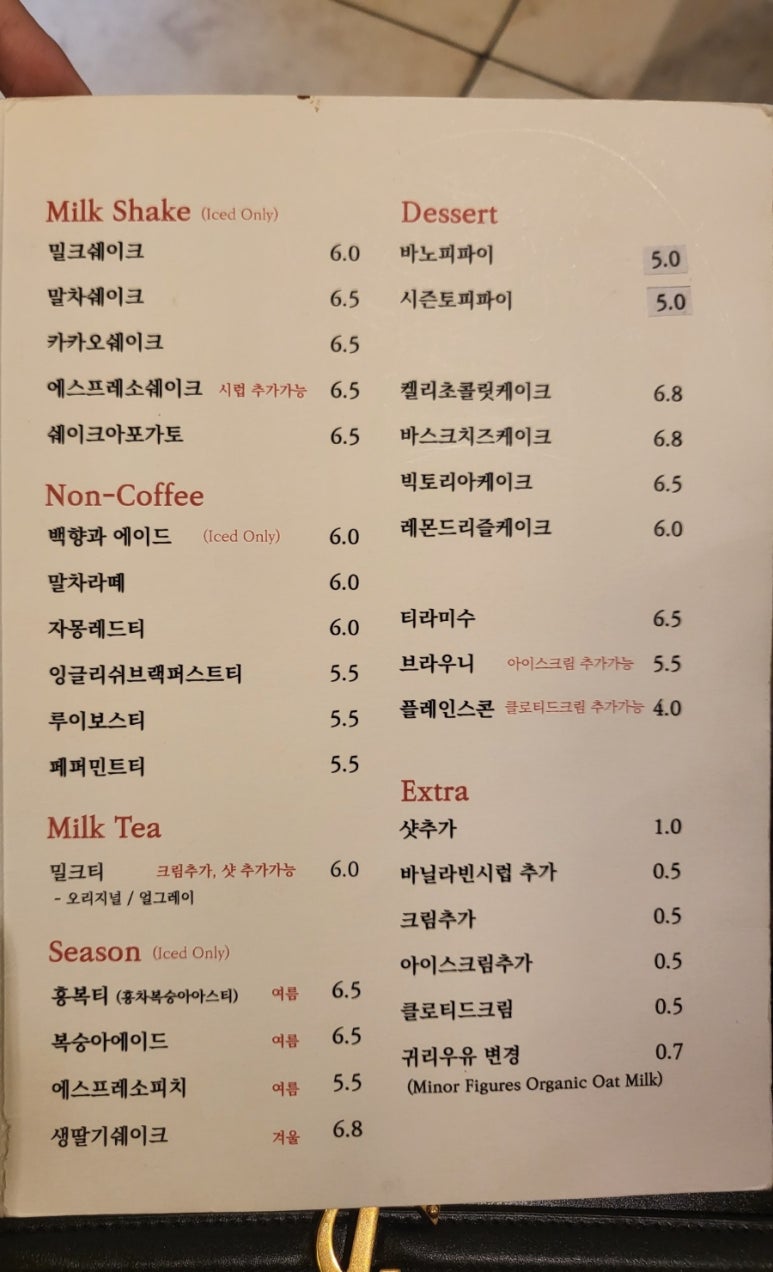 Milk Shake (Iced Only)
밀크쉐이크 6.0
말차쉐이크 6.5
카카오쉐이크 6.5
에스프레소쉐이크 시럽 추가가능 6.5
쉐이크아포가토 6.5
Non-Coffee
백향과 에이드 (Iced Only) 6.0
말차라떼 6.0
자몽레드티 6.0
잉글리쉬브랙퍼스트티 5.5
루이보스티 5.5
페퍼민트티 5.5
Milk Tea
밀크티 크림추가, 샷 추가가능 6.0
- 오리지널 / 얼그레이
Season (Iced Only)
홍복티 (홍차복숭아아스티) 여름 6.5
복숭아에이드 여름 6.5
에스프레소피치 여름 5.5
생딸기쉐이크 겨울 6.8
Dessert
바노피파이 5.0
시즌토피파이 5.0
켈리초콜릿케이크 6.8
바스크치즈케이크 6.8
빅토리아케이크 6.5
레몬드리즐케이크 6.0
티라미수 6.5
브라우니 아이스크림 추가가능 5.5
플레인스콘 클로티드크림 추가가능 4.0
Extra
샷추가 1.0
바닐라빈시럽 추가 0.5
크림추가 0.5
아이스크림추가 0.5
클로티드크림 0.5
귀리우유 변경 0.7
(Minor Figures Organic Oat Milk)